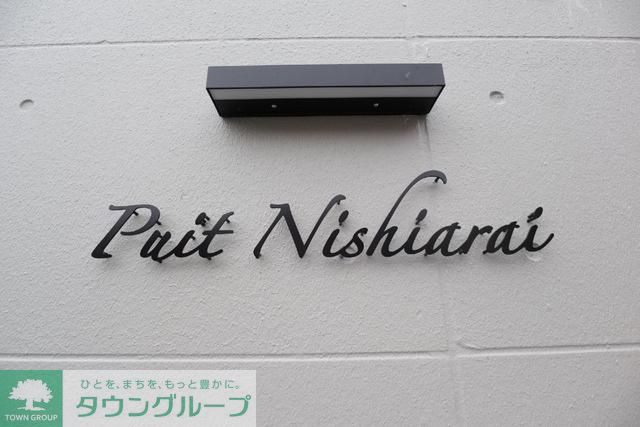 Puit Nishiarai
ひとを、まちを、もっと豊かに。
タウングループ
TOWN GROUP